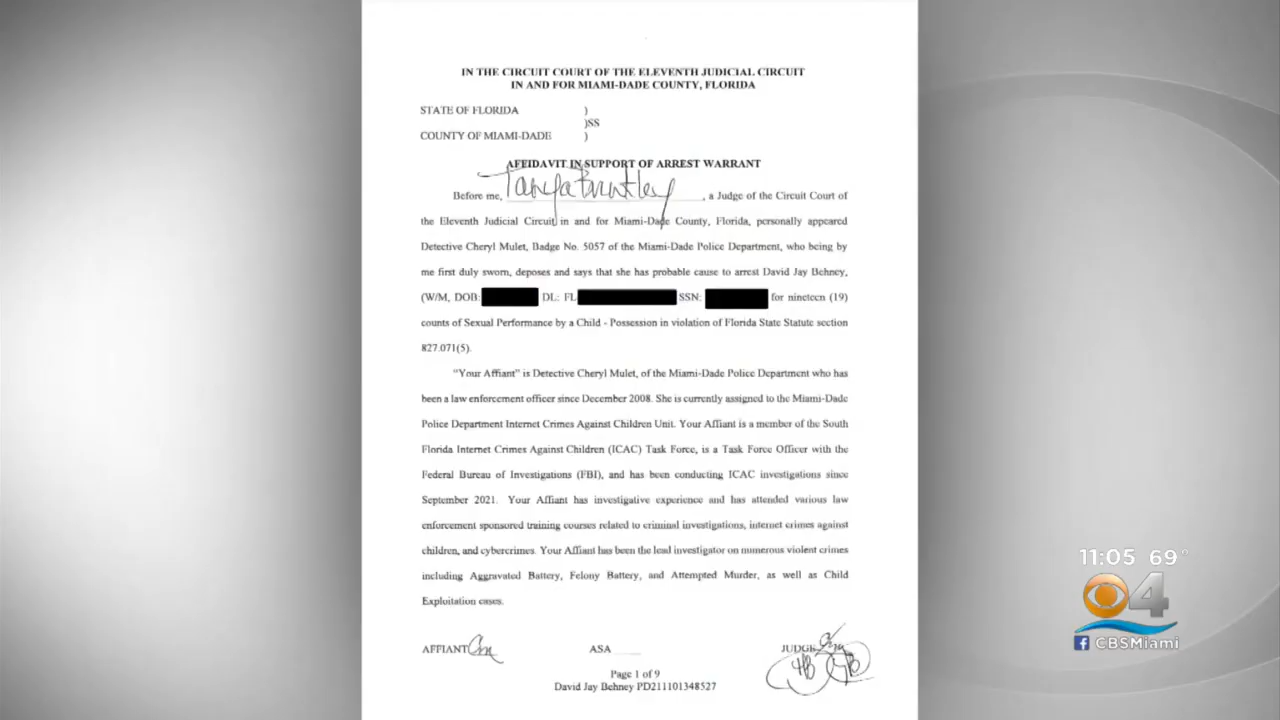 IN THE CIRCUIT COURT OF THE ELEVENTH JUDICIAL CIRCUIT
IN AND FOR MIAMI-DADE COUNTY, FLORIDA
STATE OF FLORIDA )
)SS
COUNTY OF MIAMI-DADE )
AFFIDAVIT IN SUPPORT OF ARREST WARRANT
Before me, Tanya Brinkley, a Judge of the Circuit Court of
the Eleventh Judicial Circuit in and for Miami-Dade County, Florida, personally appeared
Detective Cheryl Mulet, Badge No. 5057 of the Miami-Dade Police Department, who being by
me first duly sworn, deposes and says that she has probable cause to arrest David Jay Behney,
(W/M, DOB: DL: FL SSN: for nineteen (19)
counts of Sexual Performance by a Child - Possession in violation of Florida State Statute section
827.071(5).
“Your Affiant” is Detective Cheryl Mulet, of the Miami-Dade Police Department who has
been a law enforcement officer since December 2008. She is currently assigned to the Miami-Dade
Police Department Internet Crimes Against Children Unit. Your Affiant is a member of the South
Florida Internet Crimes Against Children (ICAC) Task Force, is a Task Force Officer with the
Federal Bureau of Investigations (FBI), and has been conducting ICAC investigations since
September 2021. Your Affiant has investigative experience and has attended various law
enforcement sponsored training courses related to criminal investigations, internet crimes against
children, and cybercrimes. Your Affiant has been the lead investigator on numerous violent crimes
including Aggravated Battery, Felony Battery, and Attempted Murder, as well as Child
Exploitation cases.
AFFIANT ASA JUDGE
Page 1 of 9
David Jay Behney PD211101348527
11:05 69°
4
CBSMiami